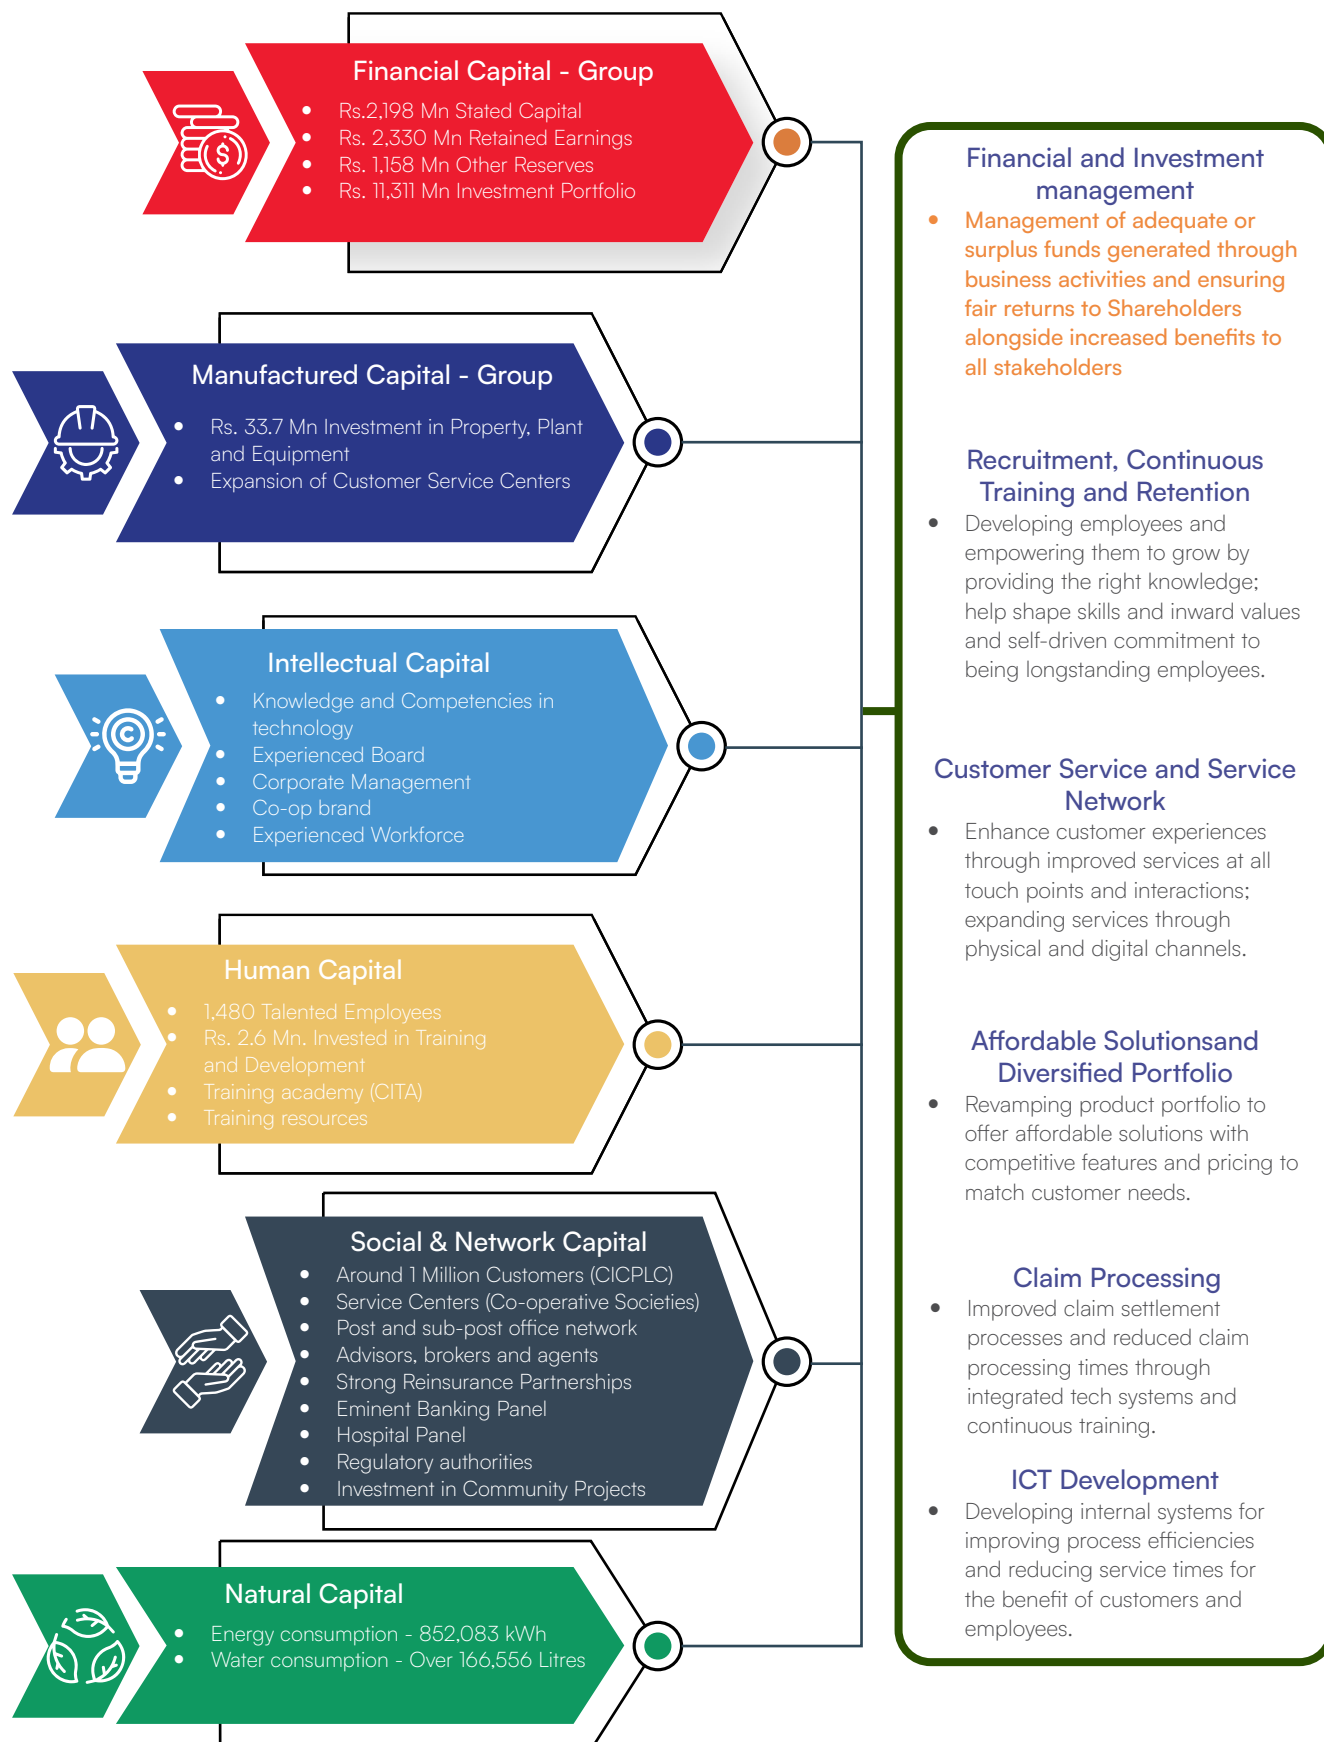 Financial Capital - Group
• Rs.2,198 Mn Stated Capital
• Rs. 2,330 Mn Retained Earnings
• Rs. 1,158 Mn Other Reserves
• Rs. 11,311 Mn Investment Portfolio
Manufactured Capital - Group
• Rs. 33.7 Mn Investment in Property, Plant
and Equipment
• Expansion of Customer Service Centers
Intellectual Capital
• Knowledge and Competencies in
technology
• Experienced Board
• Corporate Management
• Co-op brand
• Experienced Workforce
Human Capital
• 1,480 Talented Employees
• Rs. 2.6 Mn. Invested in Training
and Development
• Training academy (CITA)
• Training resources
Social & Network Capital
• Around 1 Million Customers (CICPLC)
• Service Centers (Co-operative Societies)
• Post and sub-post office network
• Advisors, brokers and agents
• Strong Reinsurance Partnerships
• Eminent Banking Panel
• Hospital Panel
• Regulatory authorities
• Investment in Community Projects
Natural Capital
• Energy consumption - 852,083 kWh
• Water consumption - Over 166,556 Litres
Financial and Investment
management
• Management of adequate or
surplus funds generated through
business activities and ensuring
fair returns to Shareholders
alongside increased benefits to
all stakeholders
Recruitment, Continuous
Training and Retention
• Developing employees and
empowering them to grow by
providing the right knowledge;
help shape skills and inward values
and self-driven commitment to
being longstanding employees.
Customer Service and Service
Network
• Enhance customer experiences
through improved services at all
touch points and interactions;
expanding services through
physical and digital channels.
Affordable Solutionsand
Diversified Portfolio
• Revamping product portfolio to
offer affordable solutions with
competitive features and pricing to
match customer needs.
Claim Processing
• Improved claim settlement
processes and reduced claim
processing times through
integrated tech systems and
continuous training.
ICT Development
• Developing internal systems for
improving process efficiencies
and reducing service times for
the benefit of customers and
employees.